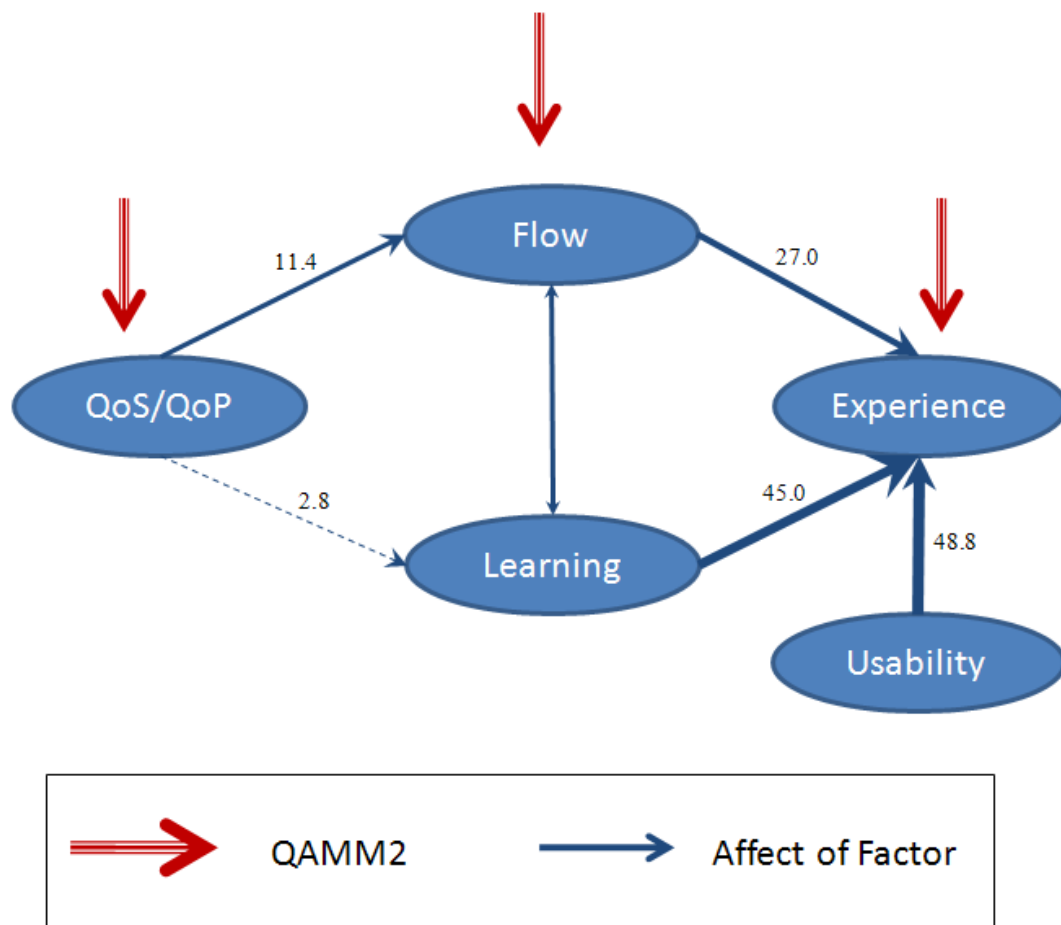 Flow
11.4
27.0
QoS/QoP
Experience
2.8
45.0
Learning
48.8
Usability
QAMM2
Affect of Factor